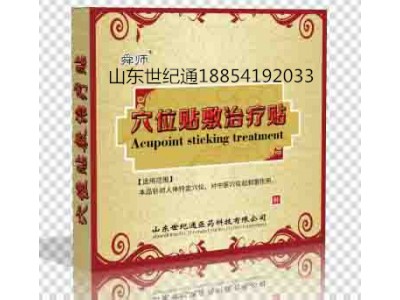 舜师
山东世纪通18854192033
穴位贴敷治疗贴
Acupoint sticking treatment
【适用范围】
山东世纪通医药科技有限公司
穴位贴敷治疗贴